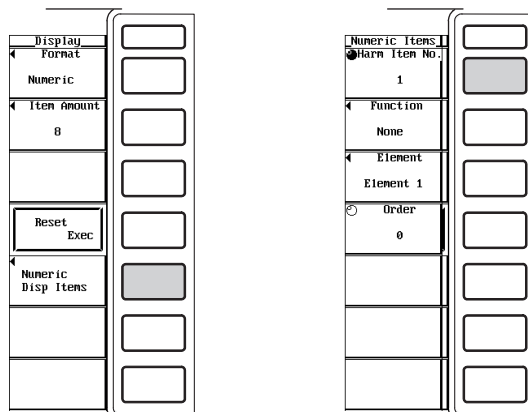 Display
Format
Numeric
Item Amount
8
Reset
Exec
Numeric
Disp Items
Numeric Items
Harm Item No.
1
Function
None
Element
Element 1
Order
0